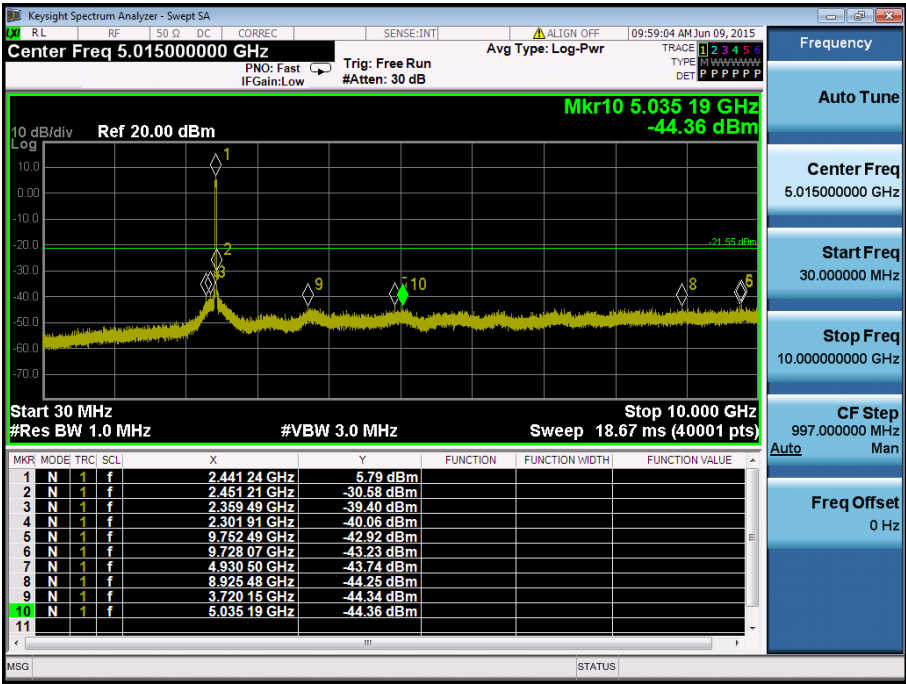 Keysight Spectrum Analyzer - Swept SA
LXI RL RF 50 Ω DC CORREC SENSE:INT ALIGN OFF 09:59:04 AM Jun 09, 2015
Center Freq 5.015000000 GHz
PNO: Fast
IFGain:Low
Trig: Free Run
#Atten: 30 dB
Avg Type: Log-Pwr
TRACE 1 2 3 4 5 6
TYPE M W W W W W
DET P P P P P P
Mkr10 5.035 19 GHz
-44.36 dBm
10 dB/div Ref 20.00 dBm
Log
10.0
0.00
-10.0
-20.0
-30.0
-40.0
-50.0
-60.0
-70.0
-21.55 dBm
1
2
3
9
10
8
6
Start 30 MHz Stop 10.000 GHz
#Res BW 1.0 MHz #VBW 3.0 MHz Sweep 18.67 ms (40001 pts)
MKR MODE TRC SCL X Y FUNCTION FUNCTION WIDTH FUNCTION VALUE
1 N 1 f 2.441 24 GHz 5.79 dBm
2 N 1 f 2.451 21 GHz -30.58 dBm
3 N 1 f 2.359 49 GHz -39.40 dBm
4 N 1 f 2.301 91 GHz -40.06 dBm
5 N 1 f 9.752 49 GHz -42.92 dBm
6 N 1 f 9.728 07 GHz -43.23 dBm
7 N 1 f 4.930 50 GHz -43.74 dBm
8 N 1 f 8.925 48 GHz -44.25 dBm
9 N 1 f 3.720 15 GHz -44.34 dBm
10 N 1 f 5.035 19 GHz -44.36 dBm
11
MSG STATUS
Frequency
Auto Tune
Center Freq
5.015000000 GHz
Start Freq
30.000000 MHz
Stop Freq
10.000000000 GHz
CF Step
997.000000 MHz
Auto Man
Freq Offset
0 Hz